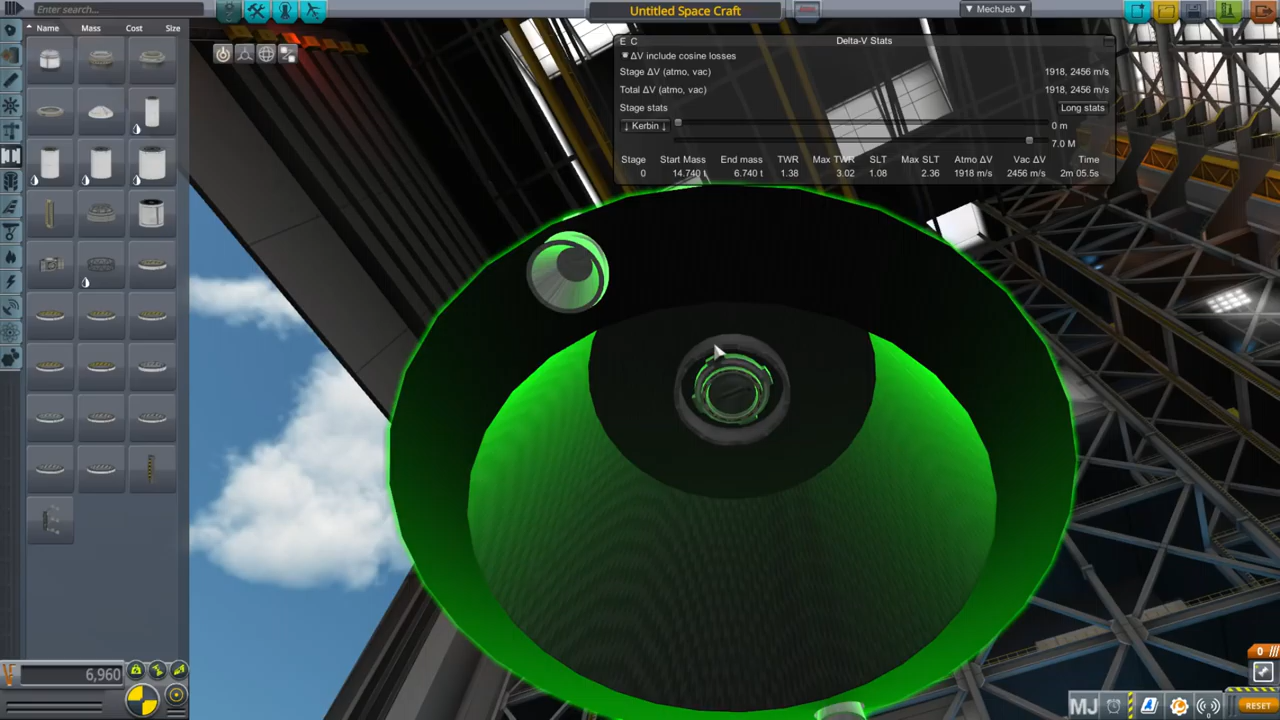 Enter search...
Untitled Space Craft
▼ MechJeb ▼
Name Mass Cost Size
E C Delta-V Stats
ΔV include cosine losses
Stage ΔV (atmo, vac) 1918, 2456 m/s
Total ΔV (atmo, vac) 1918, 2456 m/s
Stage stats Long stats
↓ Kerbin ↓ 0 m
7.0 M
Stage Start Mass End mass TWR Max TWR SLT Max SLT Atmo ΔV Vac ΔV Time
0 14.740 t 6.740 t 1.38 3.02 1.08 2.36 1918 m/s 2456 m/s 2m 05.5s
6,960
0
MJ RESET